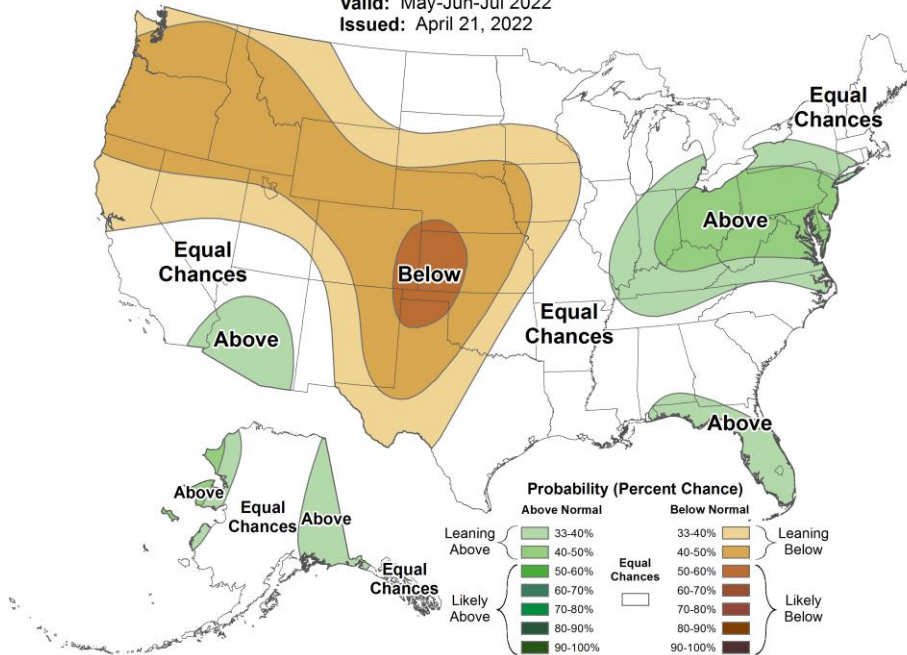 Valid: May-Jun-Jul 2022
Issued: April 21, 2022
Equal
Chances
Above
Equal
Chances
Below
Equal
Chances
Above
Above
Above
Equal
Chances
Above
Equal
Chances
Probability (Percent Chance)
Above Normal
Below Normal
Leaning
Above
33-40%
40-50%
Likely
Above
50-60%
60-70%
70-80%
80-90%
90-100%
Equal
Chances
33-40%
40-50%
Leaning
Below
50-60%
60-70%
70-80%
80-90%
90-100%
Likely
Below